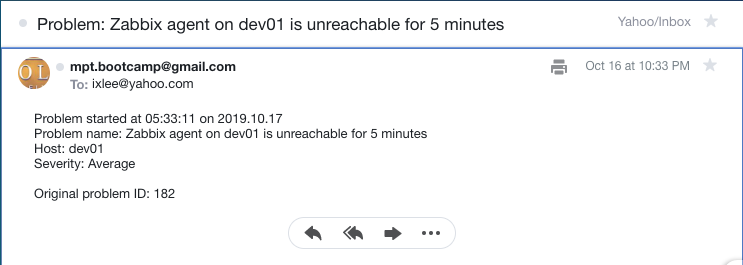 Problem: Zabbix agent on dev01 is unreachable for 5 minutes
Yahoo/Inbox
O L
mpt.bootcamp@gmail.com
Oct 16 at 10:33 PM
To: ixlee@yahoo.com
Problem started at 05:33:11 on 2019.10.17
Problem name: Zabbix agent on dev01 is unreachable for 5 minutes
Host: dev01
Severity: Average
Original problem ID: 182